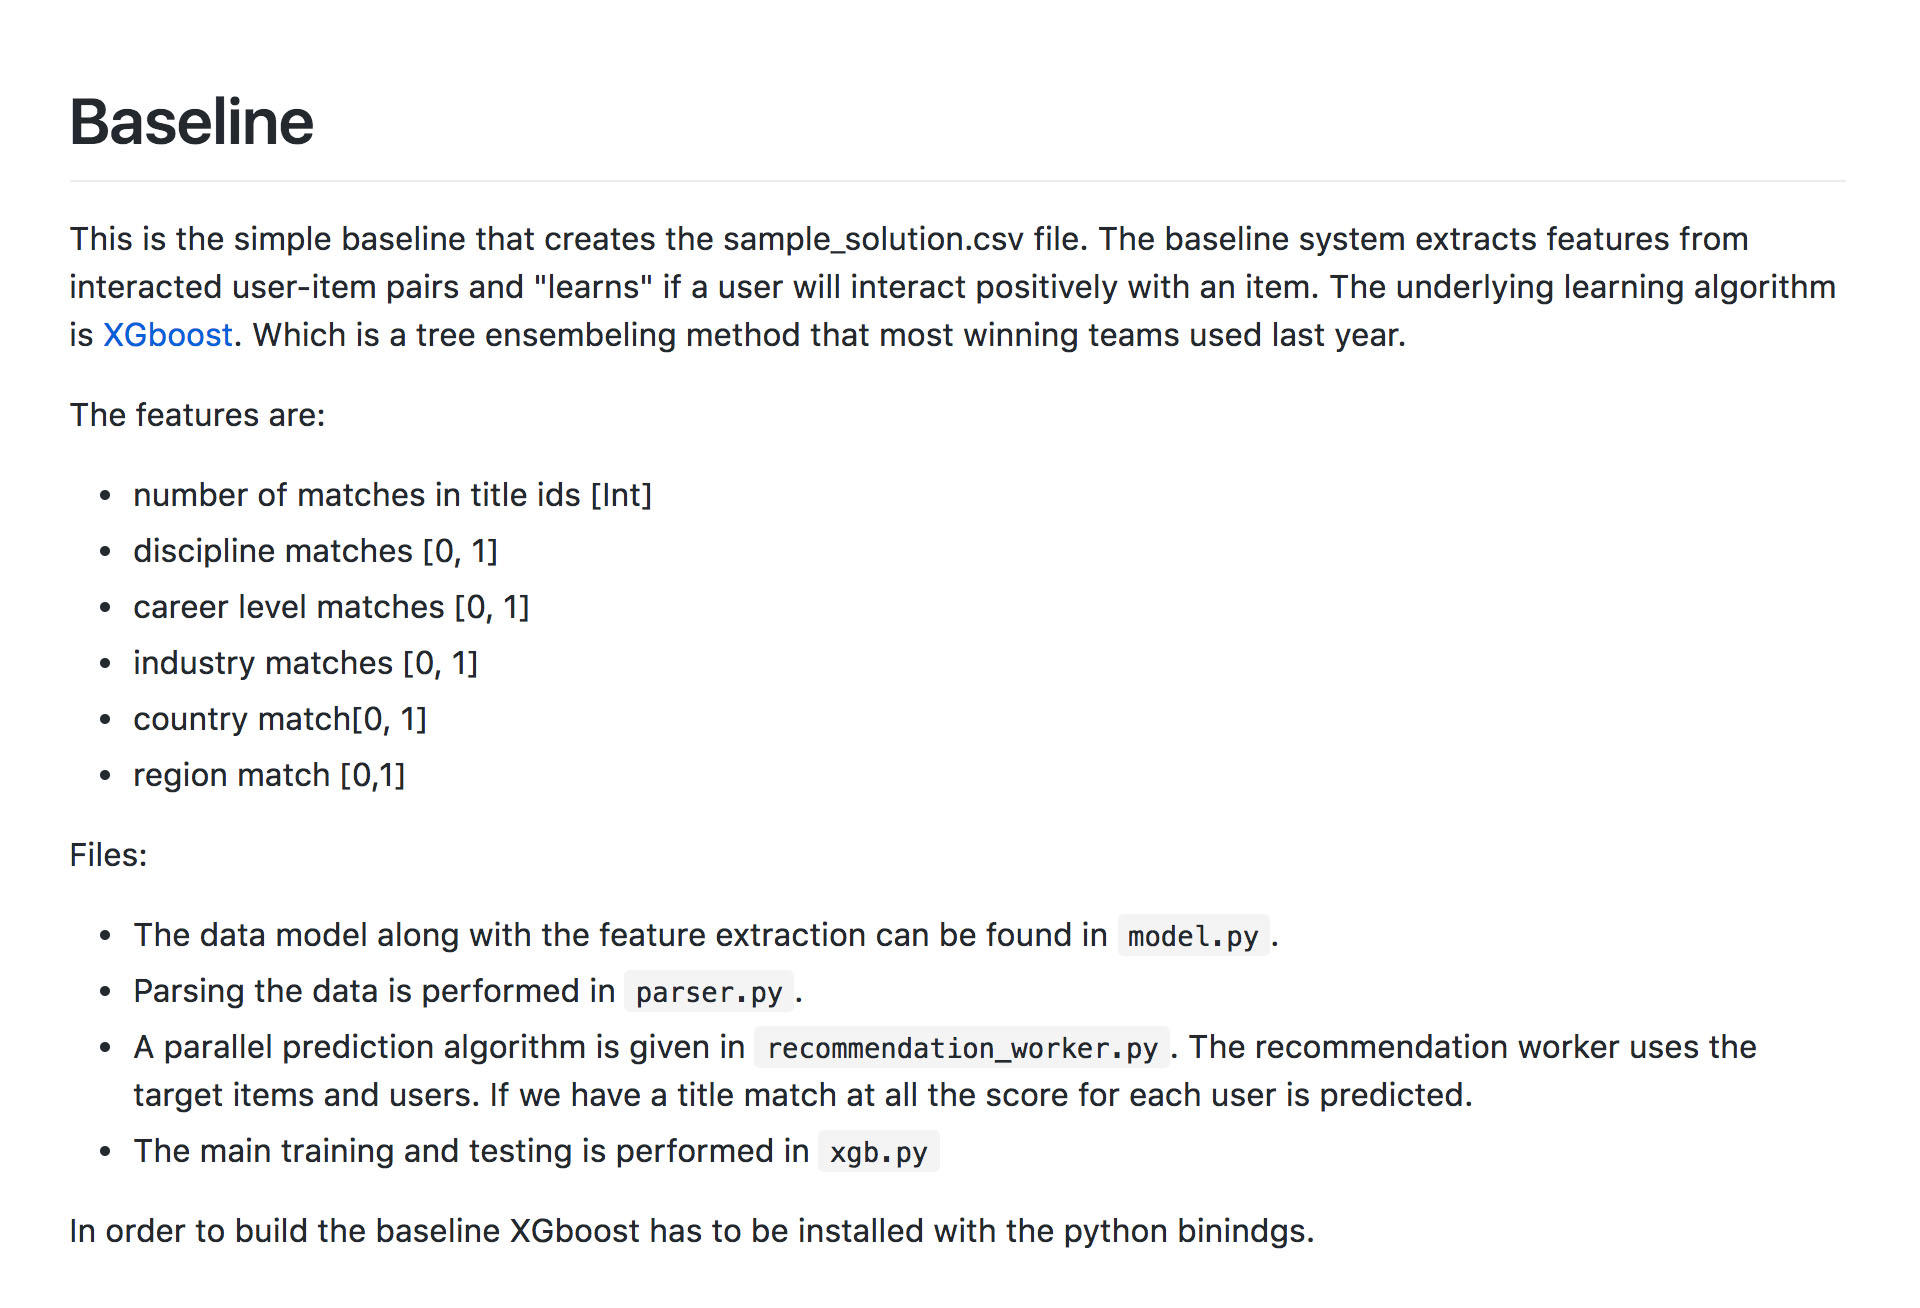 Baseline
This is the simple baseline that creates the sample_solution.csv file. The baseline system extracts features from
interacted user-item pairs and "learns" if a user will interact positively with an item. The underlying learning algorithm
is XGboost. Which is a tree ensembeling method that most winning teams used last year.
The features are:
• number of matches in title ids [Int]
• discipline matches [0, 1]
• career level matches [0, 1]
• industry matches [0, 1]
• country match[0, 1]
• region match [0,1]
Files:
• The data model along with the feature extraction can be found in model.py.
• Parsing the data is performed in parser.py.
• A parallel prediction algorithm is given in recommendation_worker.py. The recommendation worker uses the
target items and users. If we have a title match at all the score for each user is predicted.
• The main training and testing is performed in xgb.py
In order to build the baseline XGboost has to be installed with the python binindgs.